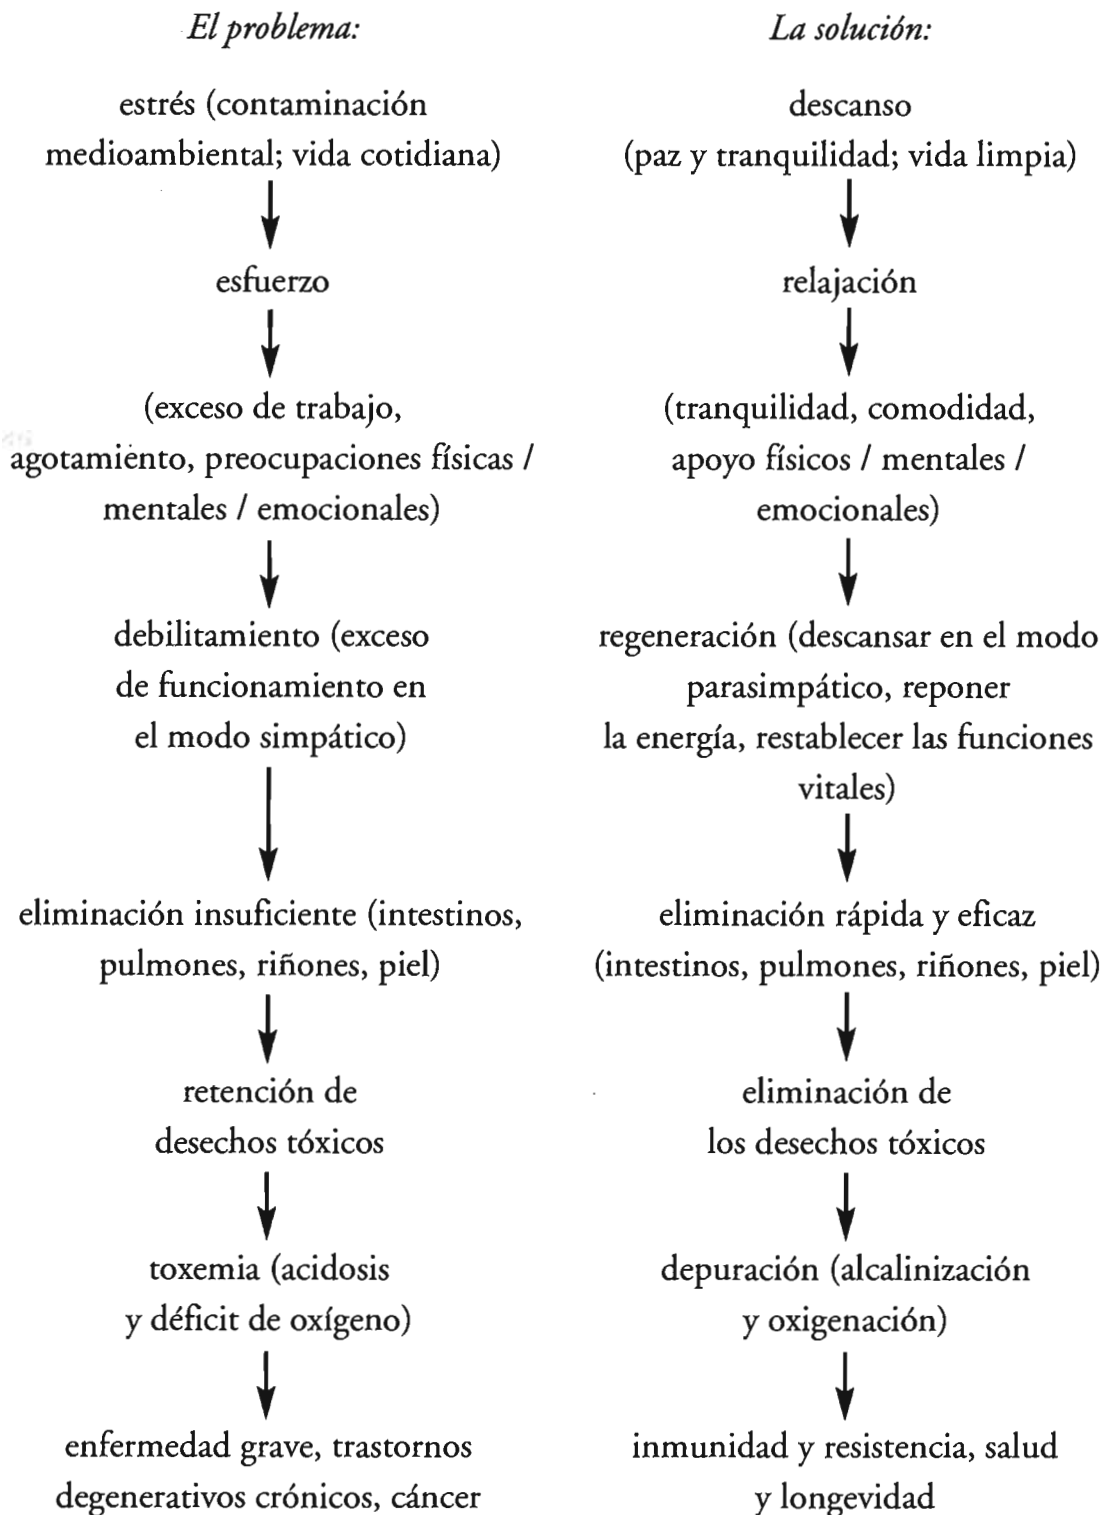 El problema:
estrés (contaminación
medioambiental; vida cotidiana)
esfuerzo
(exceso de trabajo,
agotamiento, preocupaciones físicas /
mentales / emocionales)
debilitamiento (exceso
de funcionamiento en
el modo simpático)
eliminación insuficiente (intestinos,
pulmones, riñones, piel)
retención de
desechos tóxicos
toxemia (acidosis
y déficit de oxígeno)
enfermedad grave, trastornos
degenerativos crónicos, cáncer
La solución:
descanso
(paz y tranquilidad; vida limpia)
relajación
(tranquilidad, comodidad,
apoyo físicos / mentales /
emocionales)
regeneración (descansar en el modo
parasimpático, reponer
la energía, restablecer las funciones
vitales)
eliminación rápida y eficaz
(intestinos, pulmones, riñones, piel)
eliminación de
los desechos tóxicos
depuración (alcalinización
y oxigenación)
inmunidad y resistencia, salud
y longevidad